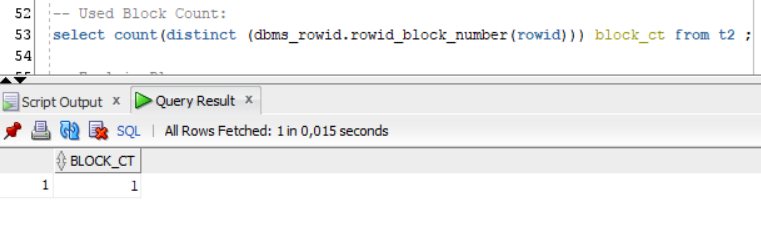 52 -- Used Block Count:
53 select count(distinct (dbms_rowid.rowid_block_number(rowid))) block_ct from t2 ;
54
Script Output x Query Result x
SQL | All Rows Fetched: 1 in 0,015 seconds
BLOCK_CT
1 1